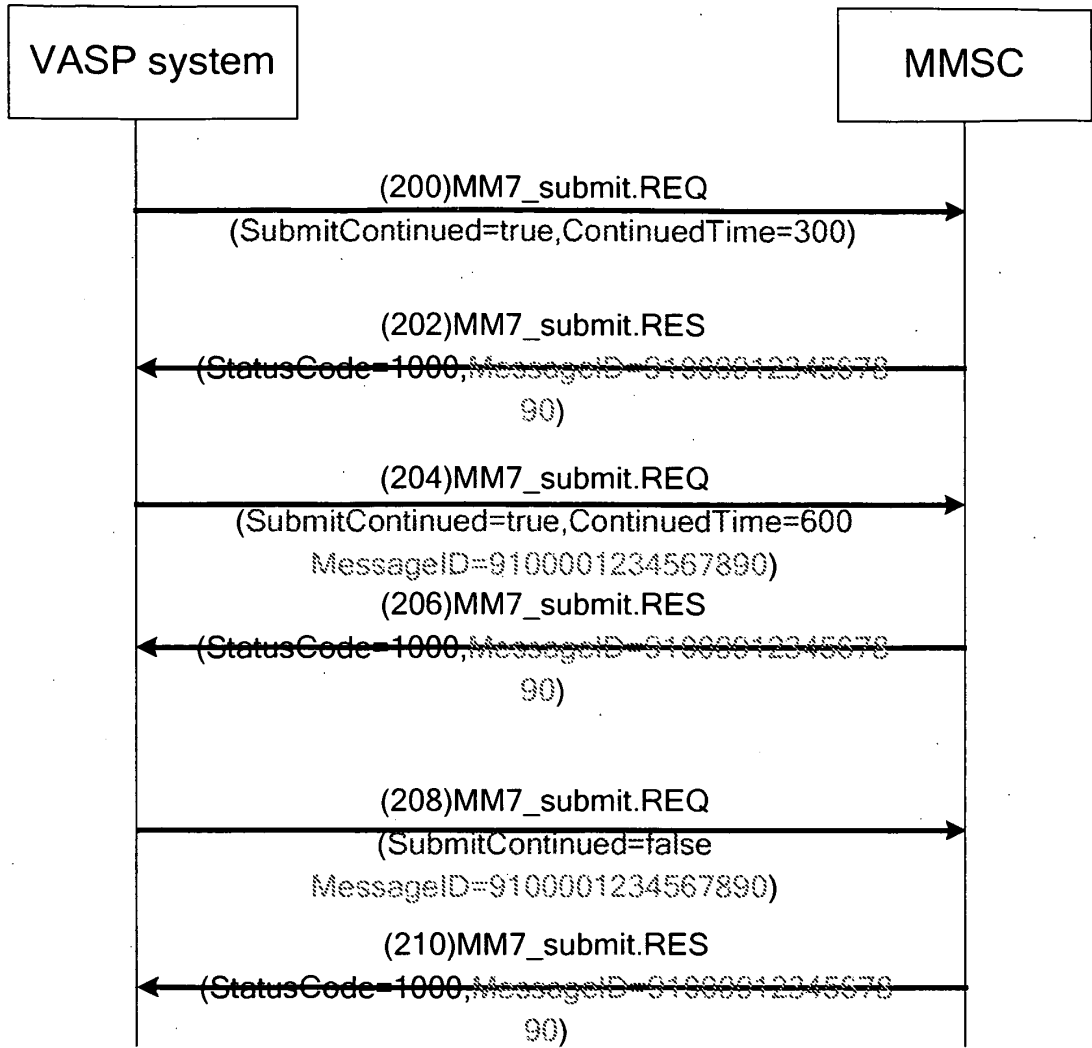 VASP system
MMSC
(200)MM7_submit.REQ
(SubmitContinued=true,ContinuedTime=300)
(202)MM7_submit.RES
(StatusCode=1000,MessageID=91000012345678
90)
(204)MM7_submit.REQ
(SubmitContinued=true,ContinuedTime=600
MessageID=9100001234567890)
(206)MM7_submit.RES
(StatusCode=1000,MessageID=91000012345678
90)
(208)MM7_submit.REQ
(SubmitContinued=false
MessageID=9100001234567890)
(210)MM7_submit.RES
(StatusCode=1000,MessageID=91000012345678
90)